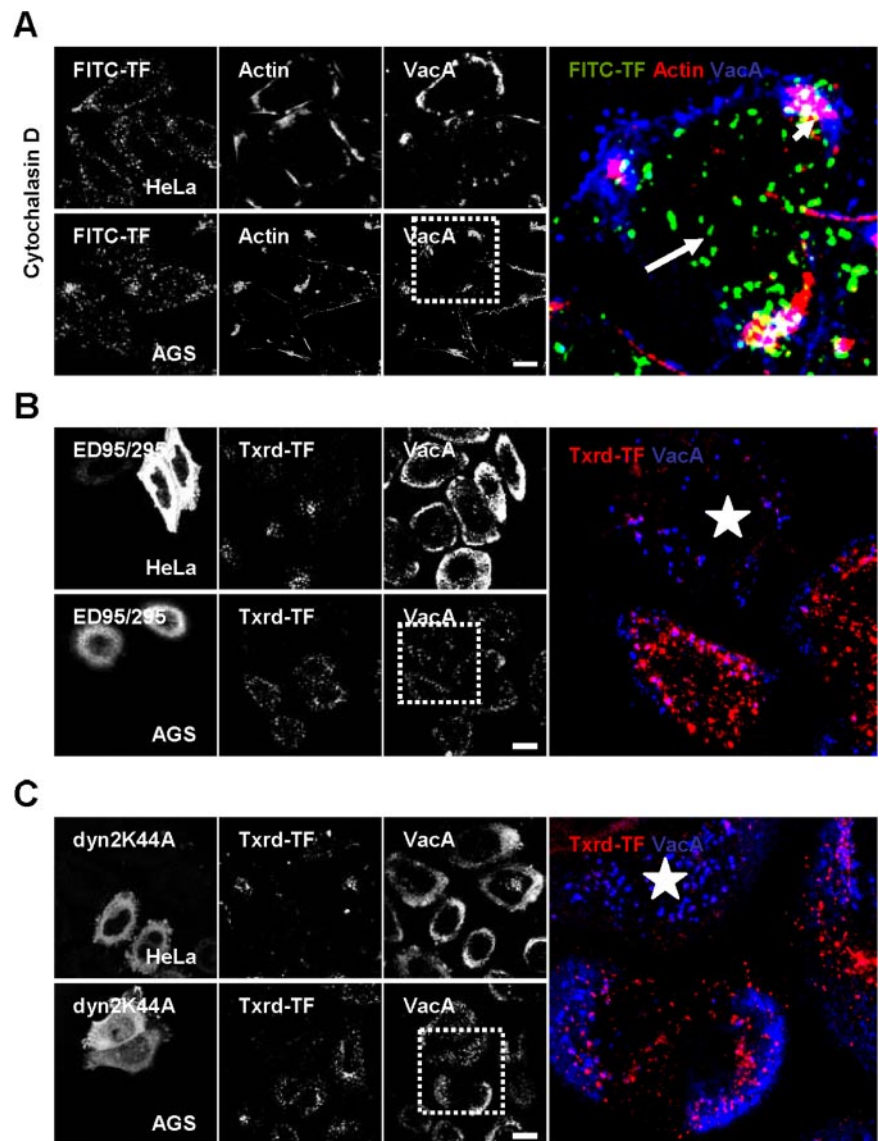 A
Cytochalasin D
FITC-TF Actin VacA FITC-TF Actin VacA
HeLa
FITC-TF Actin VacA
AGS
B
ED95/295 Txrd-TF VacA Txrd-TF VacA
HeLa
ED95/295 Txrd-TF VacA
AGS
C
dyn2K44A Txrd-TF VacA Txrd-TF VacA
HeLa
dyn2K44A Txrd-TF VacA
AGS